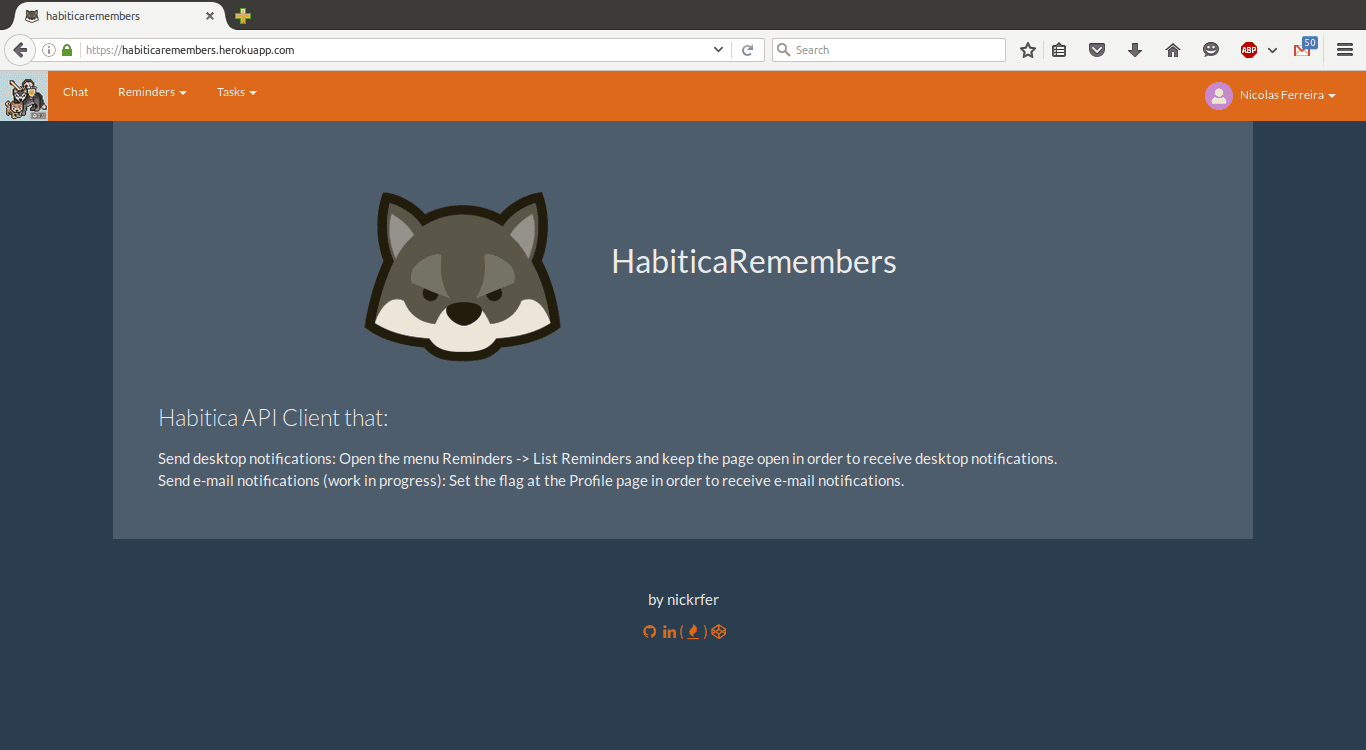 habiticaremembers
https://habiticaremembers.herokuapp.com
Search
ABP
50
Chat
Reminders
Tasks
Nicolas Ferreira
HabiticaRemembers
Habitica API Client that:
Send desktop notifications: Open the menu Reminders -> List Reminders and keep the page open in order to receive desktop notifications.
Send e-mail notifications (work in progress): Set the flag at the Profile page in order to receive e-mail notifications.
by nickrfer
in